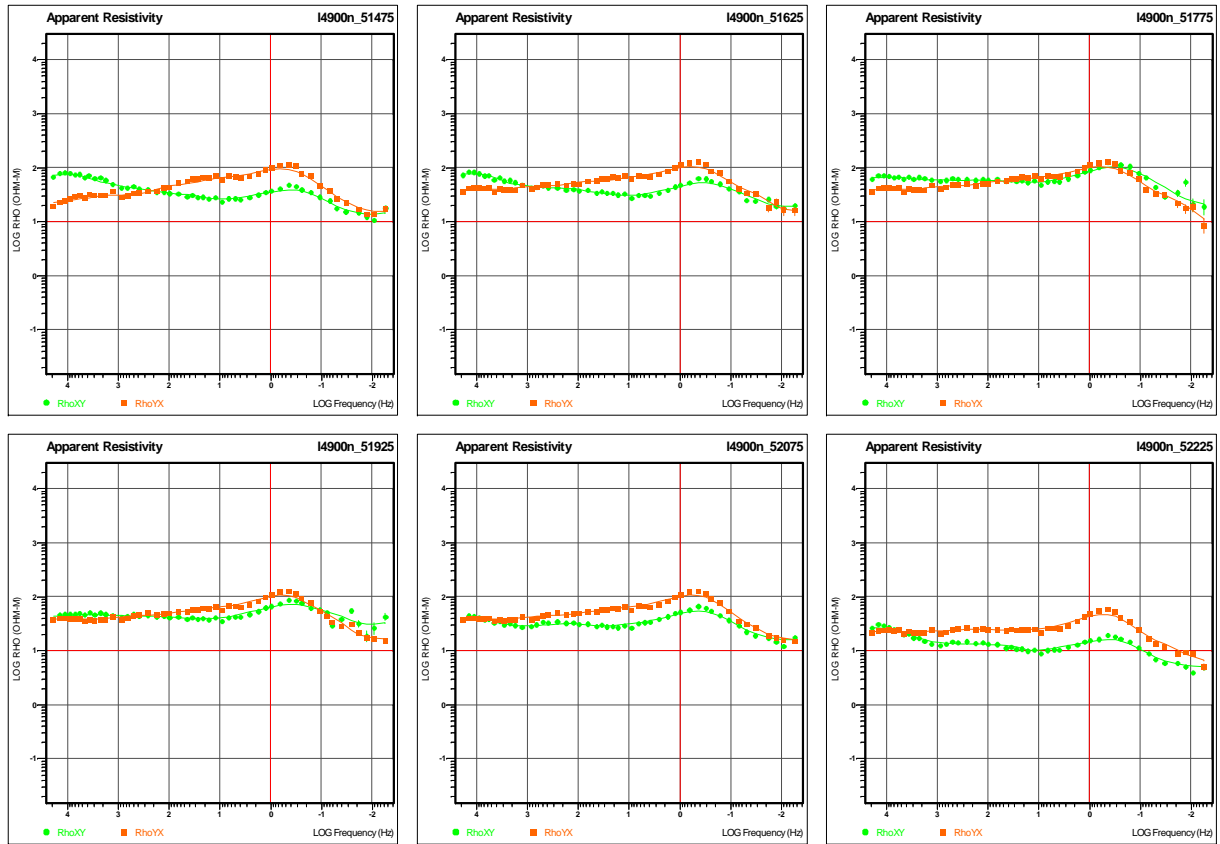 Apparent Resistivity I4900n_51475
LOG RHO (OHM-M)
4
3
2
1
0
-1
4 3 2 1 0 -1 -2
RhoXY RhoYX LOG Frequency (Hz)
Apparent Resistivity I4900n_51625
LOG RHO (OHM-M)
4
3
2
1
0
-1
4 3 2 1 0 -1 -2
RhoXY RhoYX LOG Frequency (Hz)
Apparent Resistivity I4900n_51775
LOG RHO (OHM-M)
4
3
2
1
0
-1
4 3 2 1 0 -1 -2
RhoXY RhoYX LOG Frequency (Hz)
Apparent Resistivity I4900n_51925
LOG RHO (OHM-M)
4
3
2
1
0
-1
4 3 2 1 0 -1 -2
RhoXY RhoYX LOG Frequency (Hz)
Apparent Resistivity I4900n_52075
LOG RHO (OHM-M)
4
3
2
1
0
-1
4 3 2 1 0 -1 -2
RhoXY RhoYX LOG Frequency (Hz)
Apparent Resistivity I4900n_52225
LOG RHO (OHM-M)
4
3
2
1
0
-1
4 3 2 1 0 -1 -2
RhoXY RhoYX LOG Frequency (Hz)